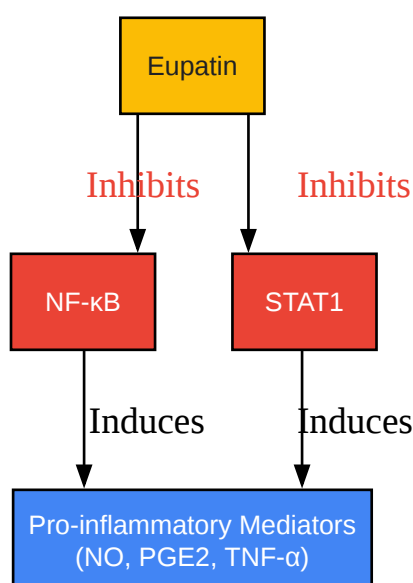 Eupatin
Inhibits
Inhibits
NF-κB
STAT1
Induces
Induces
Pro-inflammatory Mediators
(NO, PGE2, TNF-α)